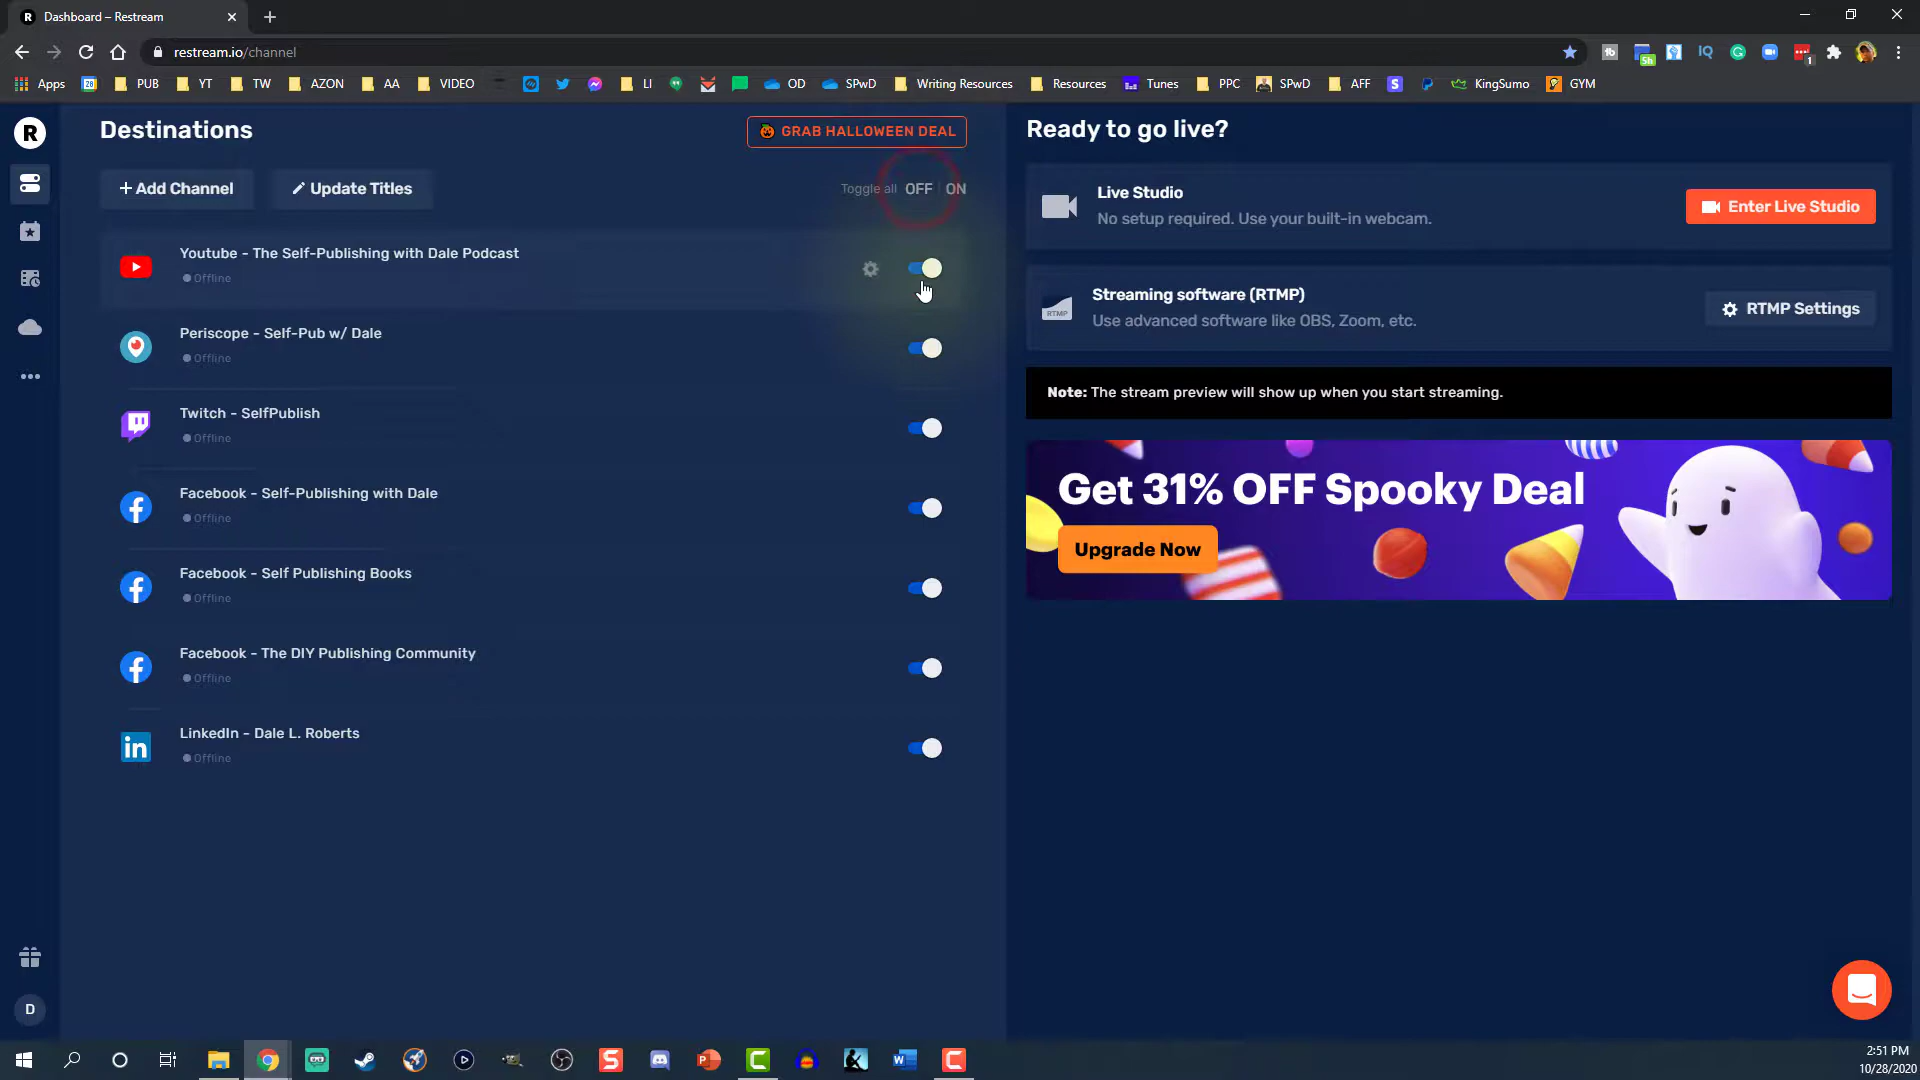 R Dashboard – Restream
restream.io/channel
IQ
5h
1
Apps 28 PUB YT TW AZON AA VIDEO LI OD SPwD Writing Resources Resources Tunes PPC SPwD AFF S KingSumo GYM
R
Destinations
GRAB HALLOWEEN DEAL
+ Add Channel
Update Titles
Toggle all OFF ON
Youtube - The Self-Publishing with Dale Podcast
Offline
Periscope - Self-Pub w/ Dale
Offline
Twitch - SelfPublish
Offline
Facebook - Self-Publishing with Dale
Offline
Facebook - Self Publishing Books
Offline
Facebook - The DIY Publishing Community
Offline
in
LinkedIn - Dale L. Roberts
Offline
D
Ready to go live?
Live Studio
No setup required. Use your built-in webcam.
Enter Live Studio
RTMP
Streaming software (RTMP)
Use advanced software like OBS, Zoom, etc.
RTMP Settings
Note: The stream preview will show up when you start streaming.
Get 31% OFF Spooky Deal
Upgrade Now
2:51 PM
10/28/2020